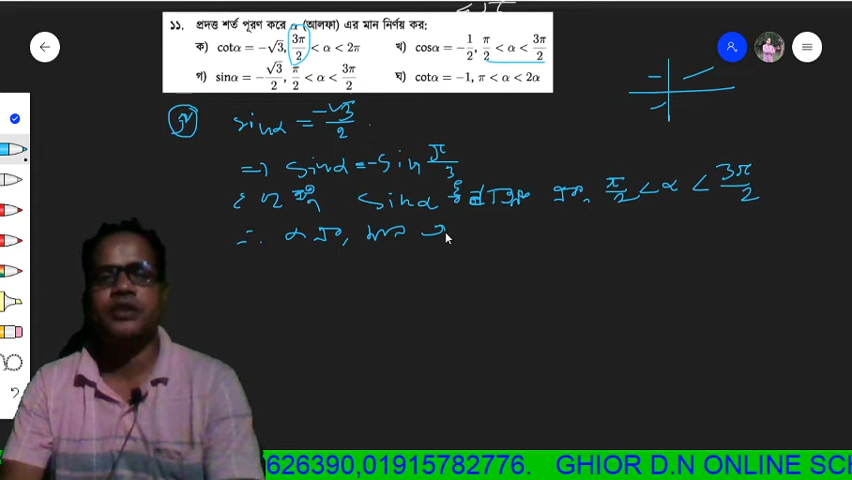 ১১. প্রদত্ত শর্ত পূরণ করে α (আলফা) এর মান নির্ণয় কর:
ক) cotα = −√3, 3π/2 < α < 2π
খ) cosα = −1/2, π/2 < α < 3π/2
গ) sinα = −√3/2, π/2 < α < 3π/2
ঘ) cotα = −1, π < α < 2α
গ sinα = −√3/2
⇒ sinα = −sin π/3
sinα π/2 < α < 3π/2
∴ α
626390,01915782776. GHIOR D.N ONLINE SCH